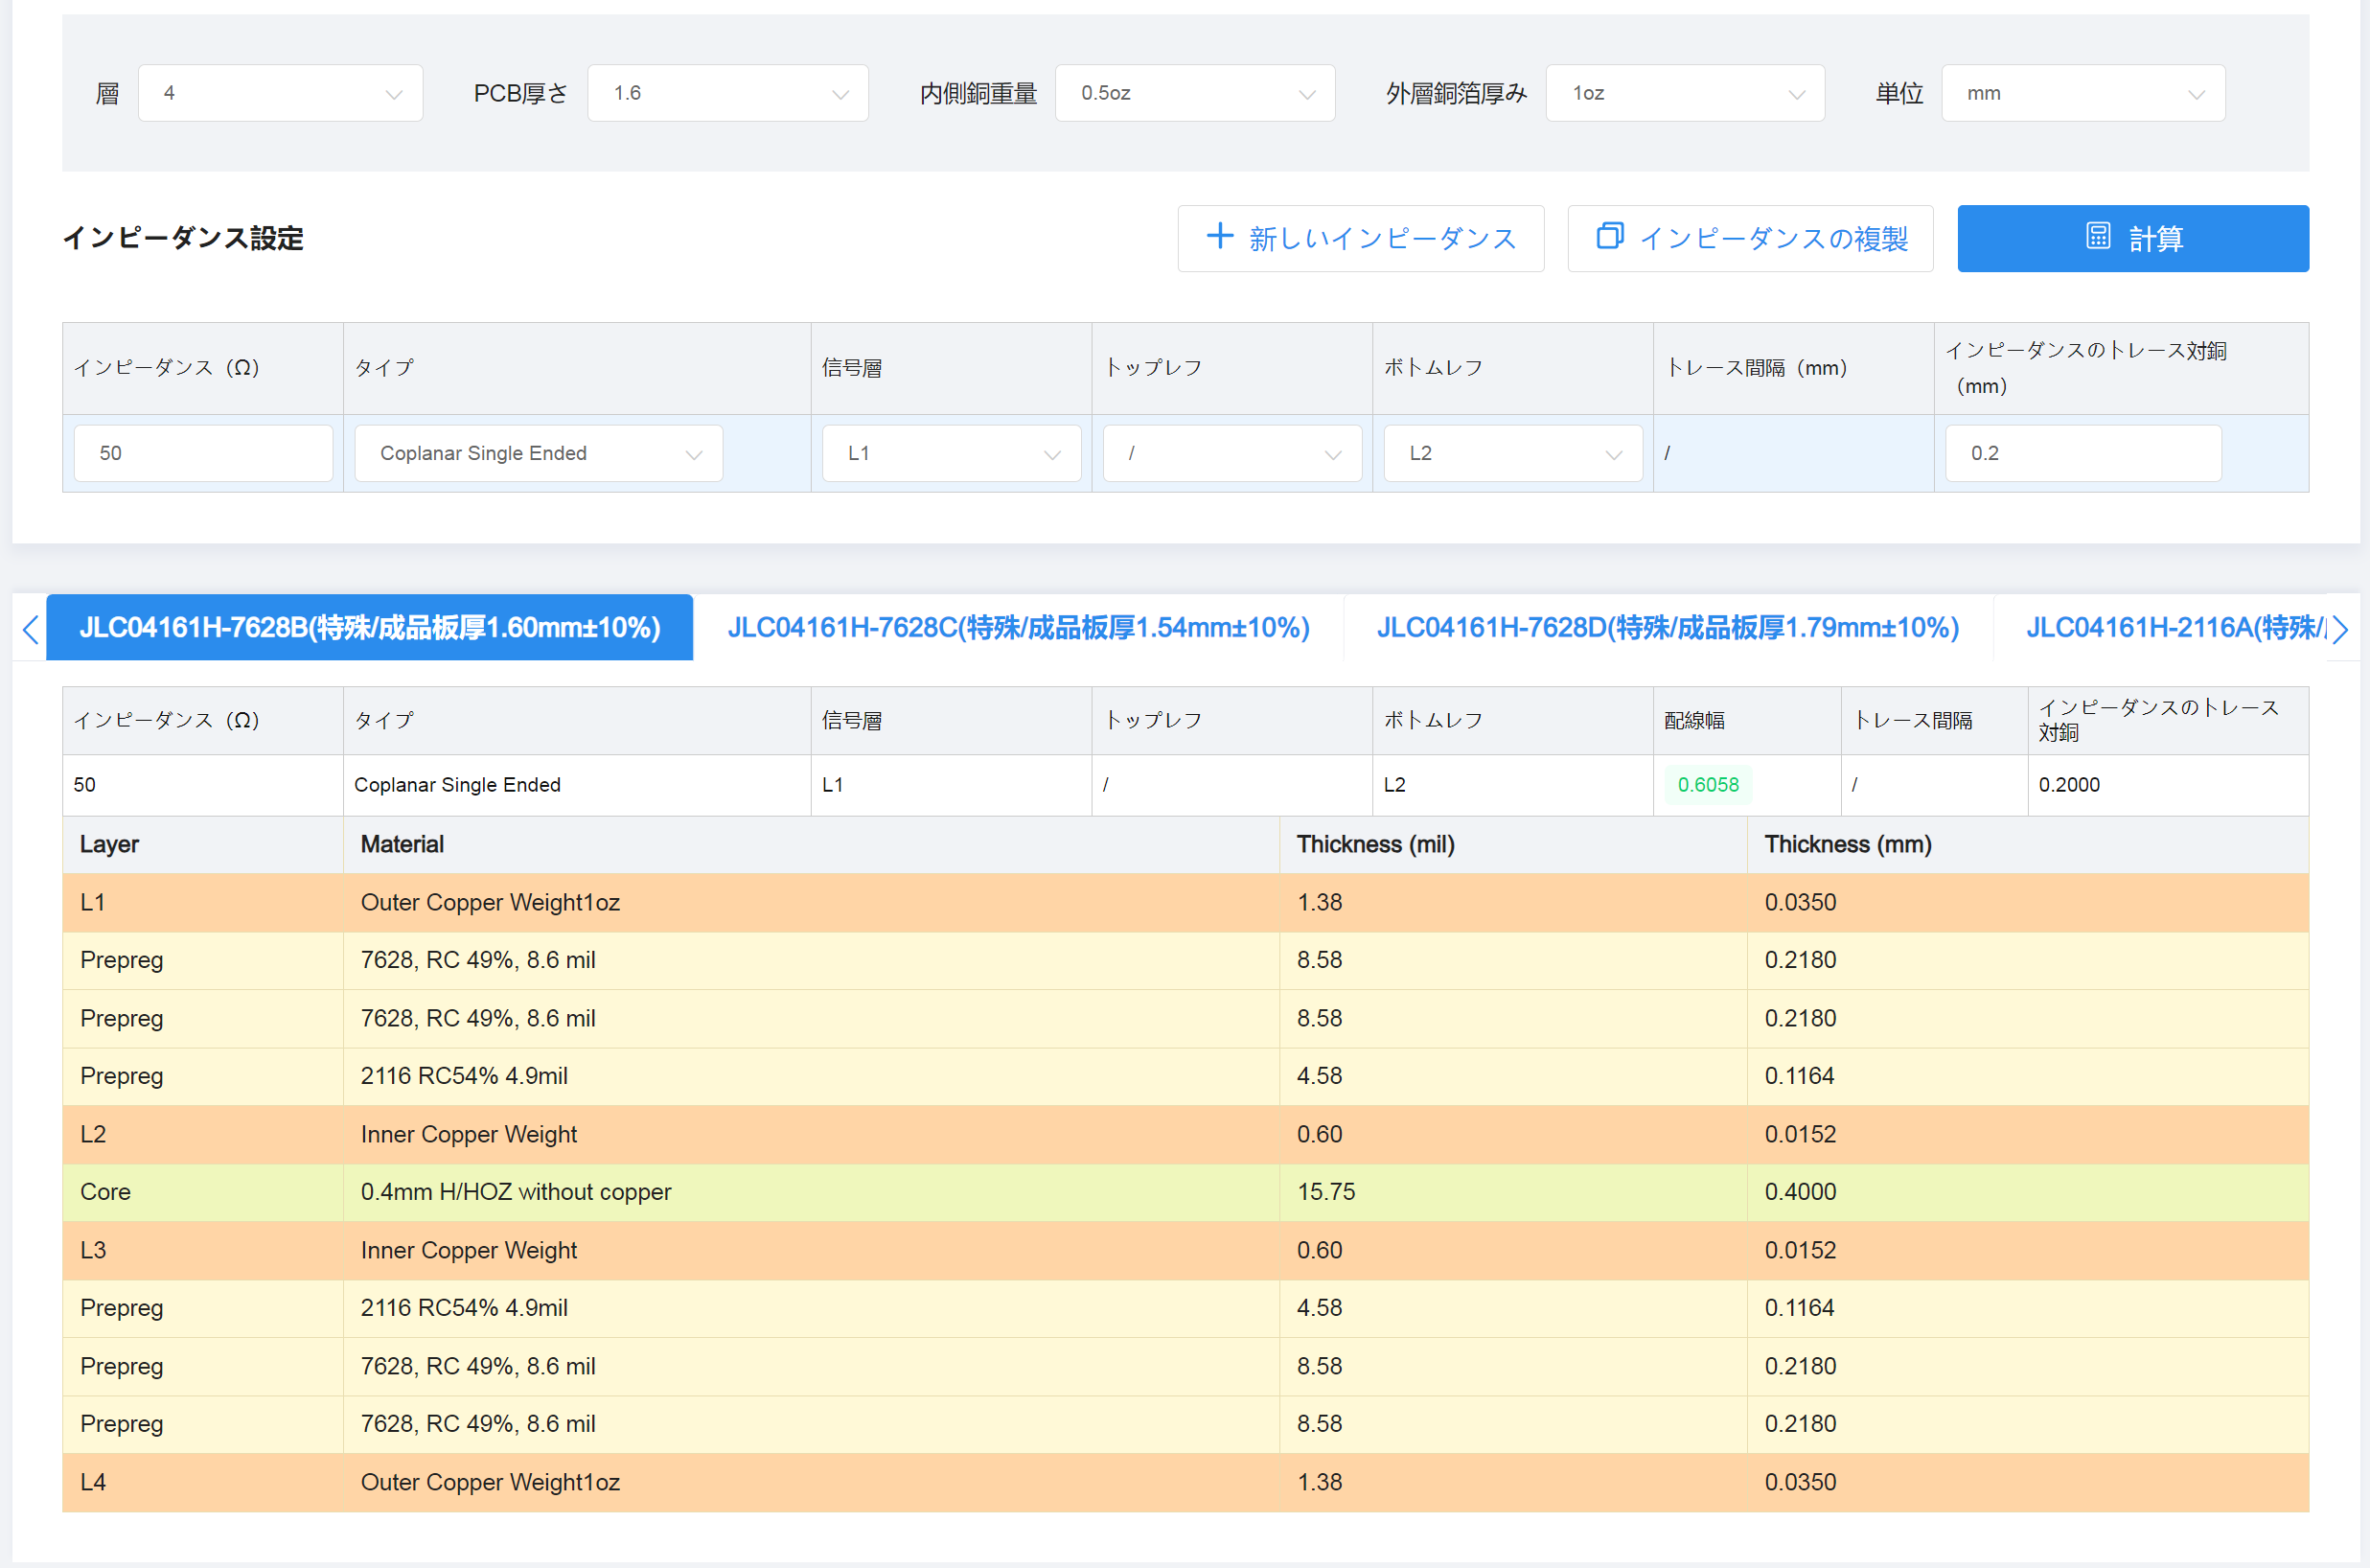 層 4 PCB厚さ 1.6 内側銅重量 0.5oz 外層銅箔厚み 1oz 単位 mm
インピーダンス設定 新しいインピーダンス インピーダンスの複製 計算
インピーダンス（Ω） タイプ 信号層 トップレフ ボトムレフ トレース間隔（mm） インピーダンスのトレース対銅
（mm）
50 Coplanar Single Ended L1 / L2 / 0.2
JLC04161H-7628B(特殊/成品板厚1.60mm±10%) JLC04161H-7628C(特殊/成品板厚1.54mm±10%) JLC04161H-7628D(特殊/成品板厚1.79mm±10%) JLC04161H-2116A(特殊/
インピーダンス（Ω） タイプ 信号層 トップレフ ボトムレフ 配線幅 トレース間隔 インピーダンスのトレース
対銅
50 Coplanar Single Ended L1 / L2 0.6058 / 0.2000
Layer Material Thickness (mil) Thickness (mm)
L1 Outer Copper Weight1oz 1.38 0.0350
Prepreg 7628, RC 49%, 8.6 mil 8.58 0.2180
Prepreg 7628, RC 49%, 8.6 mil 8.58 0.2180
Prepreg 2116 RC54% 4.9mil 4.58 0.1164
L2 Inner Copper Weight 0.60 0.0152
Core 0.4mm H/HOZ without copper 15.75 0.4000
L3 Inner Copper Weight 0.60 0.0152
Prepreg 2116 RC54% 4.9mil 4.58 0.1164
Prepreg 7628, RC 49%, 8.6 mil 8.58 0.2180
Prepreg 7628, RC 49%, 8.6 mil 8.58 0.2180
L4 Outer Copper Weight1oz 1.38 0.0350